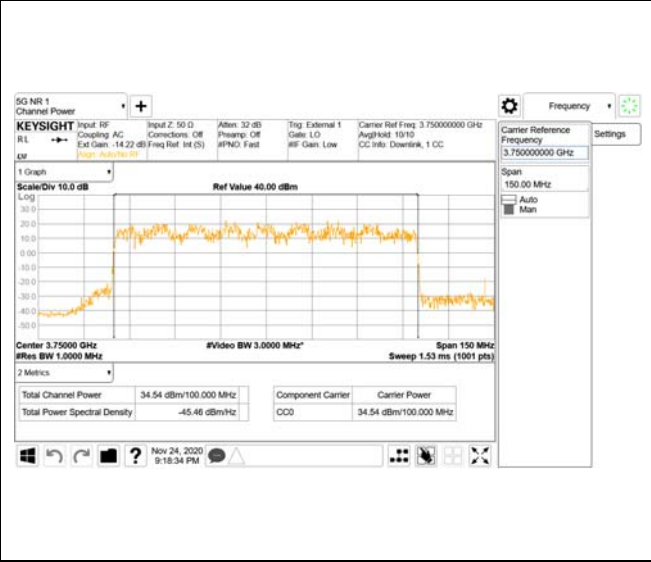 5G NR 1
Channel Power
Frequency
KEYSIGHT
Input: RF
Input Z: 50 Ω
Atten: 32 dB
Trig: External 1
Carrier Ref Freq: 3.750000000 GHz
R L
Coupling: AC
Corrections: Off
Preamp: Off
Gate: LO
Avg|Hold: 10/10
Ext Gain: -14.22 dB
Freq Ref: Int (S)
#PNO: Fast
#IF Gain: Low
CC Info: Downlink, 1 CC
Align: Auto/No RF
Carrier Reference
Frequency
3.750000000 GHz
Settings
Span
150.00 MHz
Auto
Man
1 Graph
Scale/Div 10.0 dB
Ref Value 40.00 dBm
Log
30.0
20.0
10.0
0.00
-10.0
-20.0
-30.0
-40.0
-50.0
Center 3.75000 GHz
#Video BW 3.0000 MHz*
Span 150 MHz
#Res BW 1.0000 MHz
Sweep 1.53 ms (1001 pts)
2 Metrics
Total Channel Power
34.54 dBm/100.000 MHz
Total Power Spectral Density
-45.46 dBm/Hz
Component Carrier
Carrier Power
CC0
34.54 dBm/100.000 MHz
?
Nov 24, 2020
9:18:34 PM